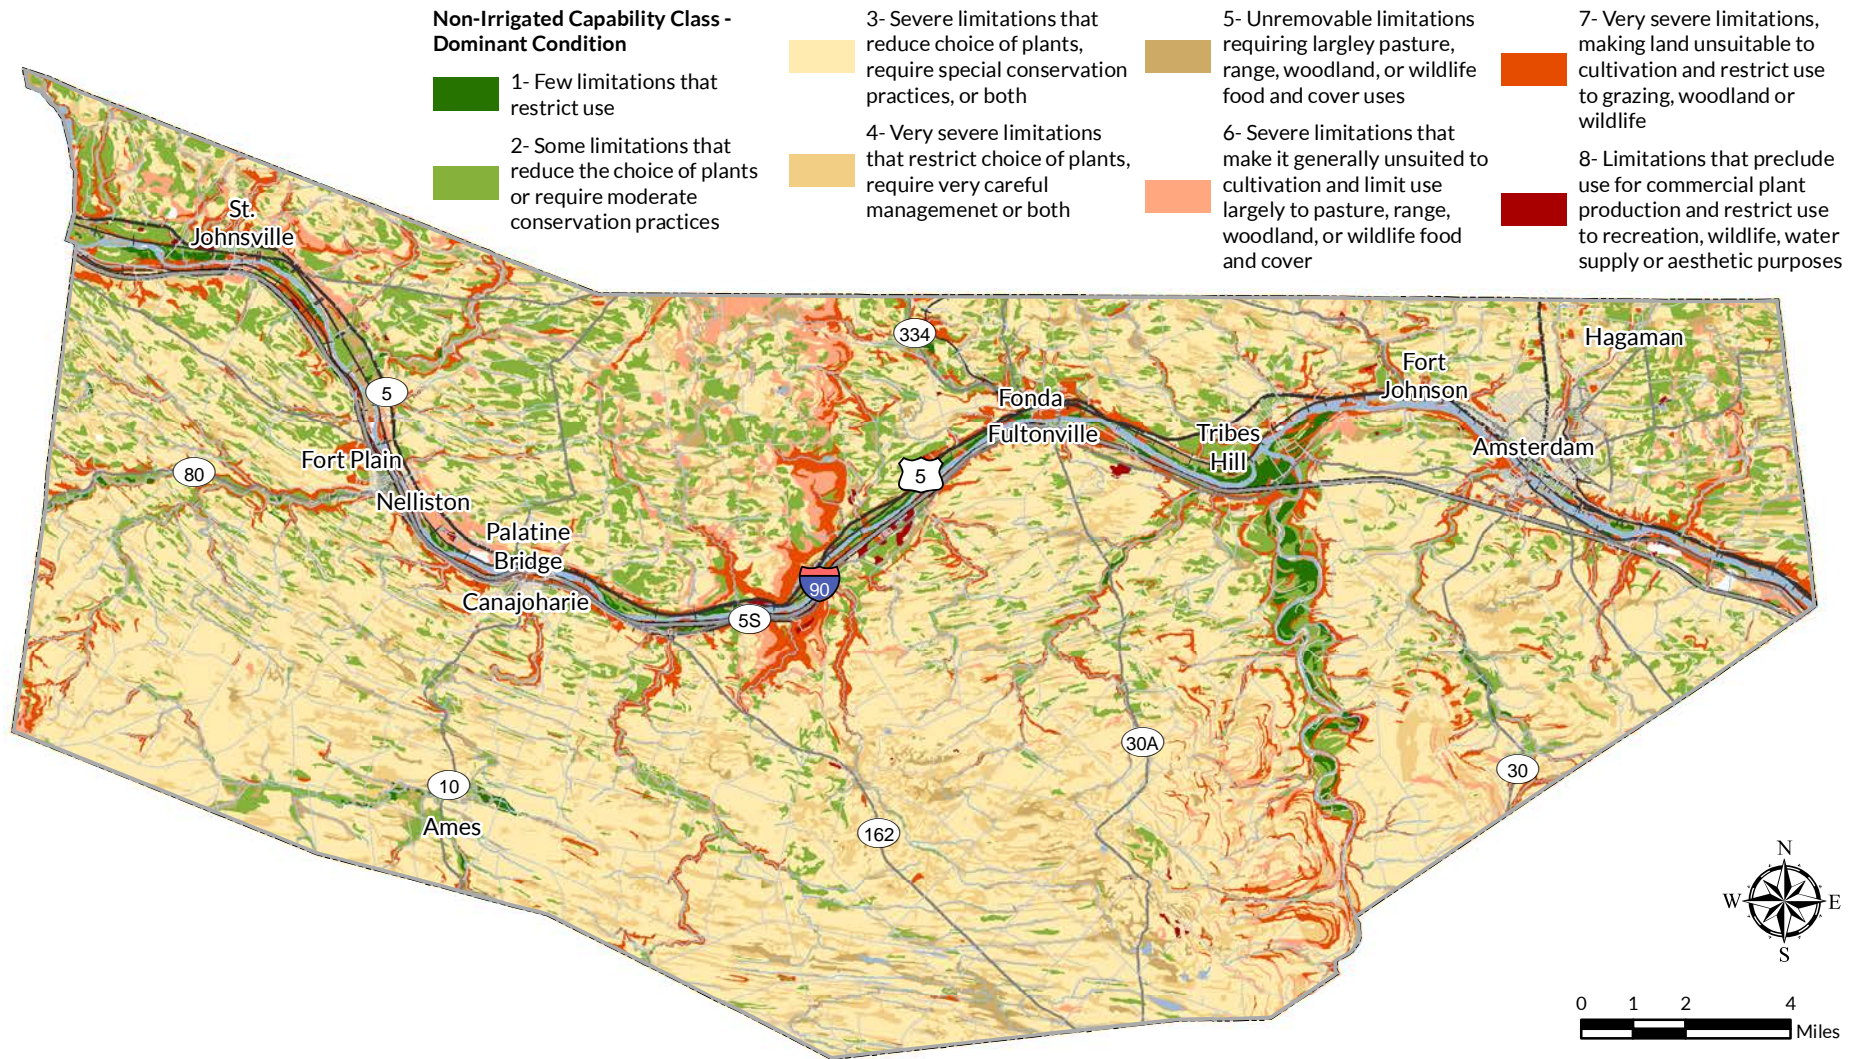 Non-Irrigated Capability Class -
Dominant Condition
1- Few limitations that
restrict use
2- Some limitations that
reduce the choice of plants
or require moderate
conservation practices
3- Severe limitations that
reduce choice of plants,
require special conservation
practices, or both
4- Very severe limitations
that restrict choice of plants,
require very careful
managemenet or both
5- Unremovable limitations
requiring largley pasture,
range, woodland, or wildlife
food and cover uses
6- Severe limitations that
make it generally unsuited to
cultivation and limit use
largely to pasture, range,
woodland, or wildlife food
and cover
7- Very severe limitations,
making land unsuitable to
cultivation and restrict use
to grazing, woodland or
wildlife
8- Limitations that preclude
use for commercial plant
production and restrict use
to recreation, wildlife, water
supply or aesthetic purposes
St.
Johnsville
334
Hagaman
Fort
Johnson
5
Fonda
Fultonville
Tribes
Hill
Amsterdam
Fort Plain
80
5
Nelliston
Palatine
Bridge
90
Canajoharie
5S
30A
30
10
Ames
162
N
W
E
S
0 1 2 4
Miles